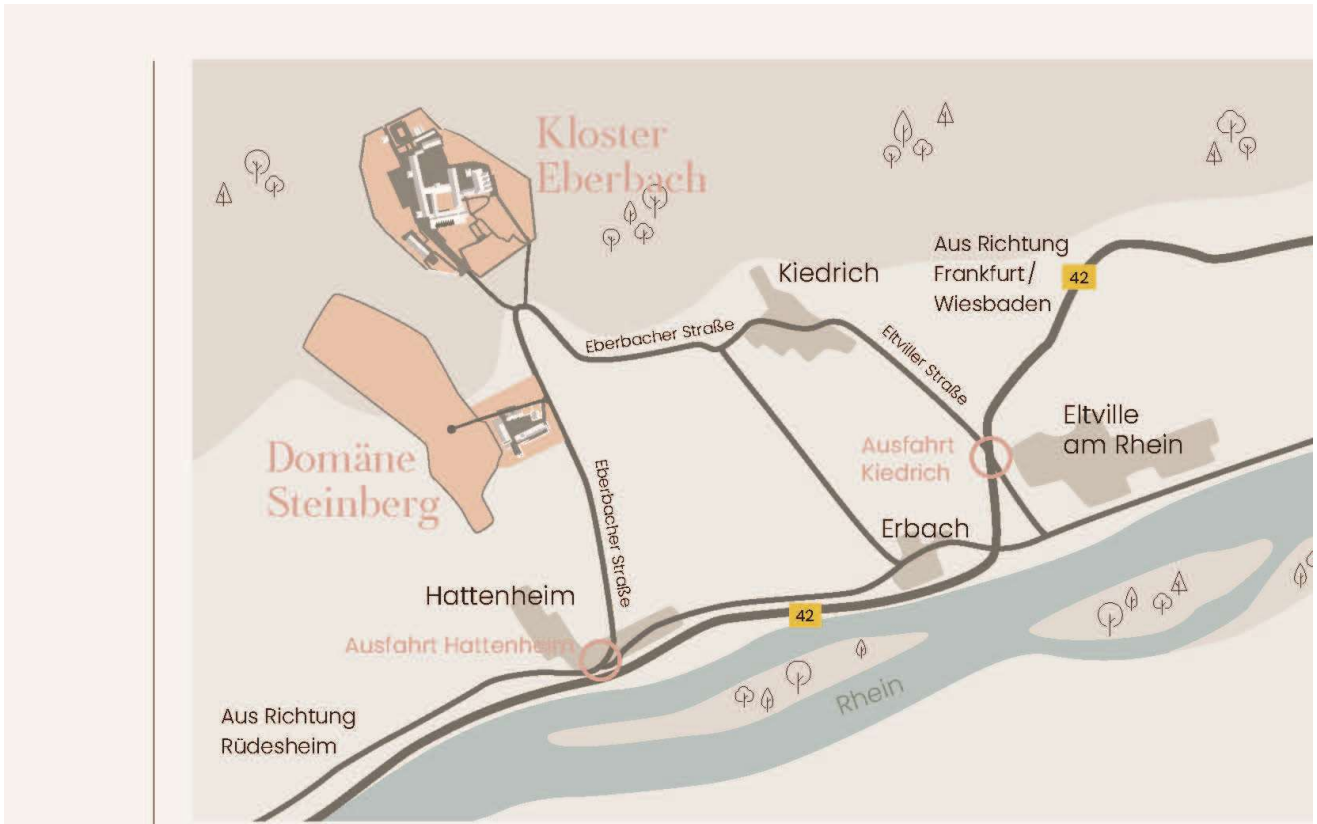 Kloster
Eberbach
Aus Richtung
Frankfurt/
Wiesbaden
42
Kiedrich
Eberbacher Straße
Eltviller Straße
Eltville
am Rhein
Ausfahrt
Kiedrich
Domäne
Steinberg
Eberbacher Straße
Erbach
Hattenheim
42
Ausfahrt Hattenheim
Rhein
Aus Richtung
Rüdesheim